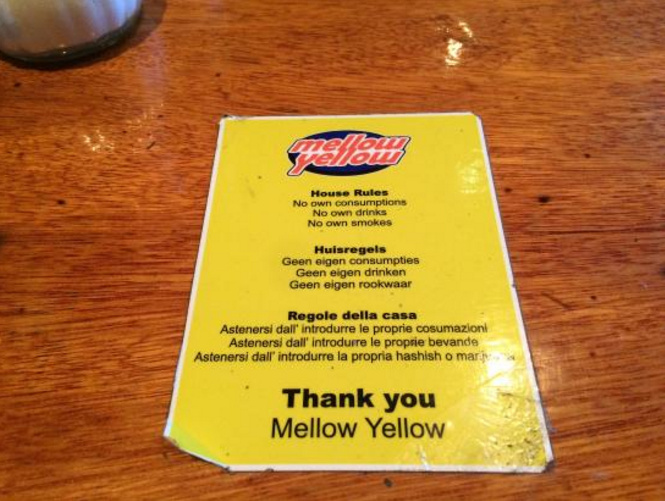 mellow
yellow
House Rules
No own consumptions
No own drinks
No own smokes
Huisregels
Geen eigen consumpties
Geen eigen drinken
Geen eigen rookwaar
Regole della casa
Astenersi dall' introdurre le proprie cosumazioni
Astenersi dall' introdurre le proprie bevande
Astenersi dall' introdurre la propria hashish o
Thank you
Mellow Yellow